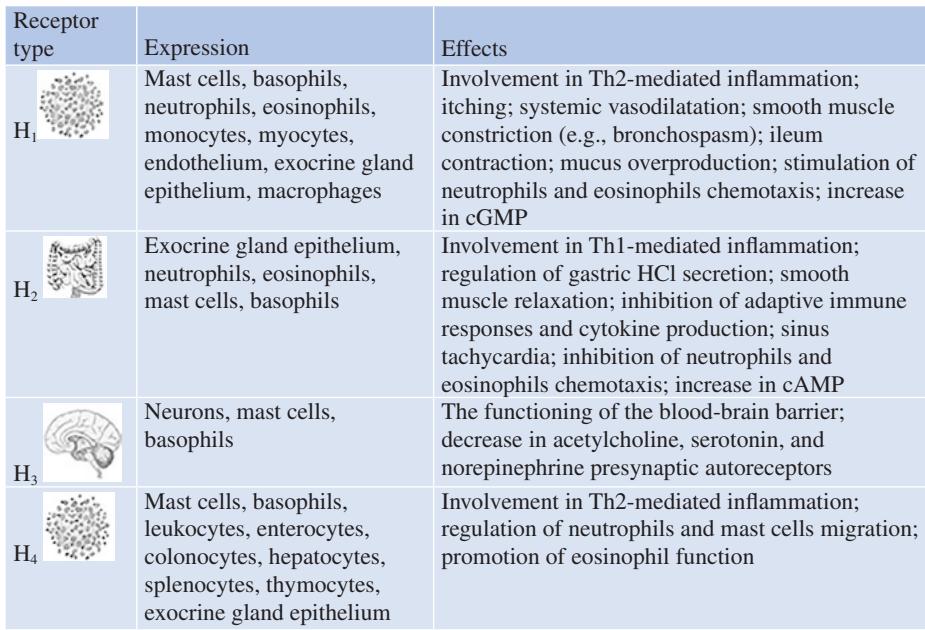 Receptor
type
Expression
Effects
H₁
Mast cells, basophils,
neutrophils, eosinophils,
monocytes, myocytes,
endothelium, exocrine gland
epithelium, macrophages
Involvement in Th2-mediated inflammation;
itching; systemic vasodilatation; smooth muscle
constriction (e.g., bronchospasm); ileum
contraction; mucus overproduction; stimulation of
neutrophils and eosinophils chemotaxis; increase
in cGMP
H₂
Exocrine gland epithelium,
neutrophils, eosinophils,
mast cells, basophils
Involvement in Th1-mediated inflammation;
regulation of gastric HCl secretion; smooth
muscle relaxation; inhibition of adaptive immune
responses and cytokine production; sinus
tachycardia; inhibition of neutrophils and
eosinophils chemotaxis; increase in cAMP
H₃
Neurons, mast cells,
basophils
The functioning of the blood-brain barrier;
decrease in acetylcholine, serotonin, and
norepinephrine presynaptic autoreceptors
H₄
Mast cells, basophils,
leukocytes, enterocytes,
colonocytes, hepatocytes,
splenocytes, thymocytes,
exocrine gland epithelium
Involvement in Th2-mediated inflammation;
regulation of neutrophils and mast cells migration;
promotion of eosinophil function